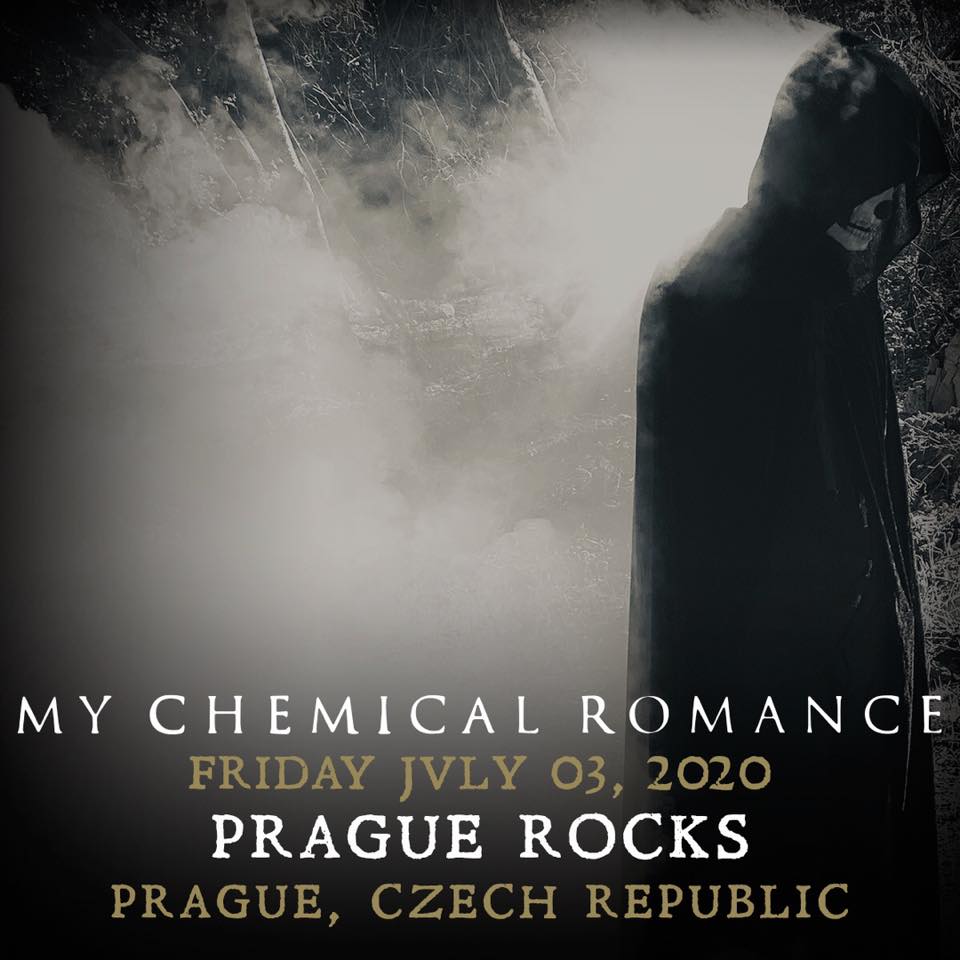 MY CHEMICAL ROMANCE
FRIDAY JVLY 03, 2020
PRAGUE ROCKS
PRAGUE, CZECH REPUBLIC